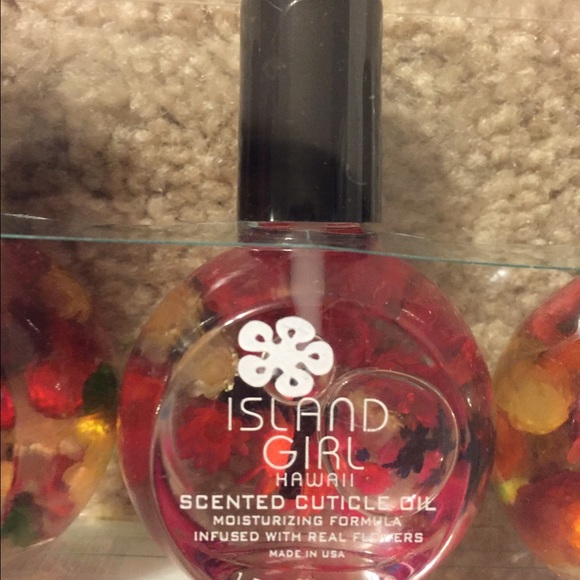 ISLAND
GIRL
HAWAII
SCENTED CUTICLE OIL
MOISTURIZING FORMULA
INFUSED WITH REAL FLOWERS
MADE IN USA